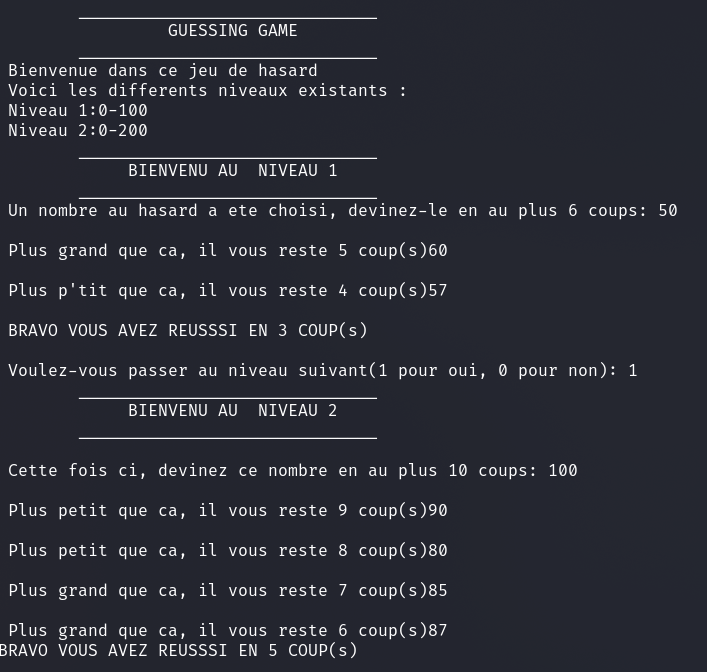 GUESSING GAME
Bienvenue dans ce jeu de hasard
Voici les differents niveaux existants :
Niveau 1:0-100
Niveau 2:0-200
BIENVENU AU  NIVEAU 1
Un nombre au hasard a ete choisi, devinez-le en au plus 6 coups: 50
Plus grand que ca, il vous reste 5 coup(s)60
Plus p'tit que ca, il vous reste 4 coup(s)57
BRAVO VOUS AVEZ REUSSSI EN 3 COUP(s)
Voulez-vous passer au niveau suivant(1 pour oui, 0 pour non): 1
BIENVENU AU  NIVEAU 2
Cette fois ci, devinez ce nombre en au plus 10 coups: 100
Plus petit que ca, il vous reste 9 coup(s)90
Plus petit que ca, il vous reste 8 coup(s)80
Plus grand que ca, il vous reste 7 coup(s)85
Plus grand que ca, il vous reste 6 coup(s)87
BRAVO VOUS AVEZ REUSSSI EN 5 COUP(s)